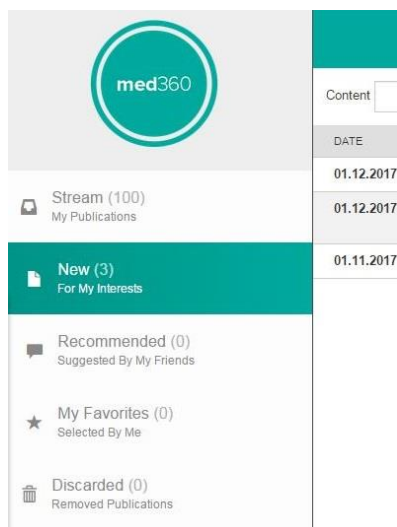 med360
Stream (100)
My Publications
New (3)
For My Interests
Recommended (0)
Suggested By My Friends
My Favorites (0)
Selected By Me
Discarded (0)
Removed Publications
Content
DATE
01.12.2017
01.12.2017
01.11.2017